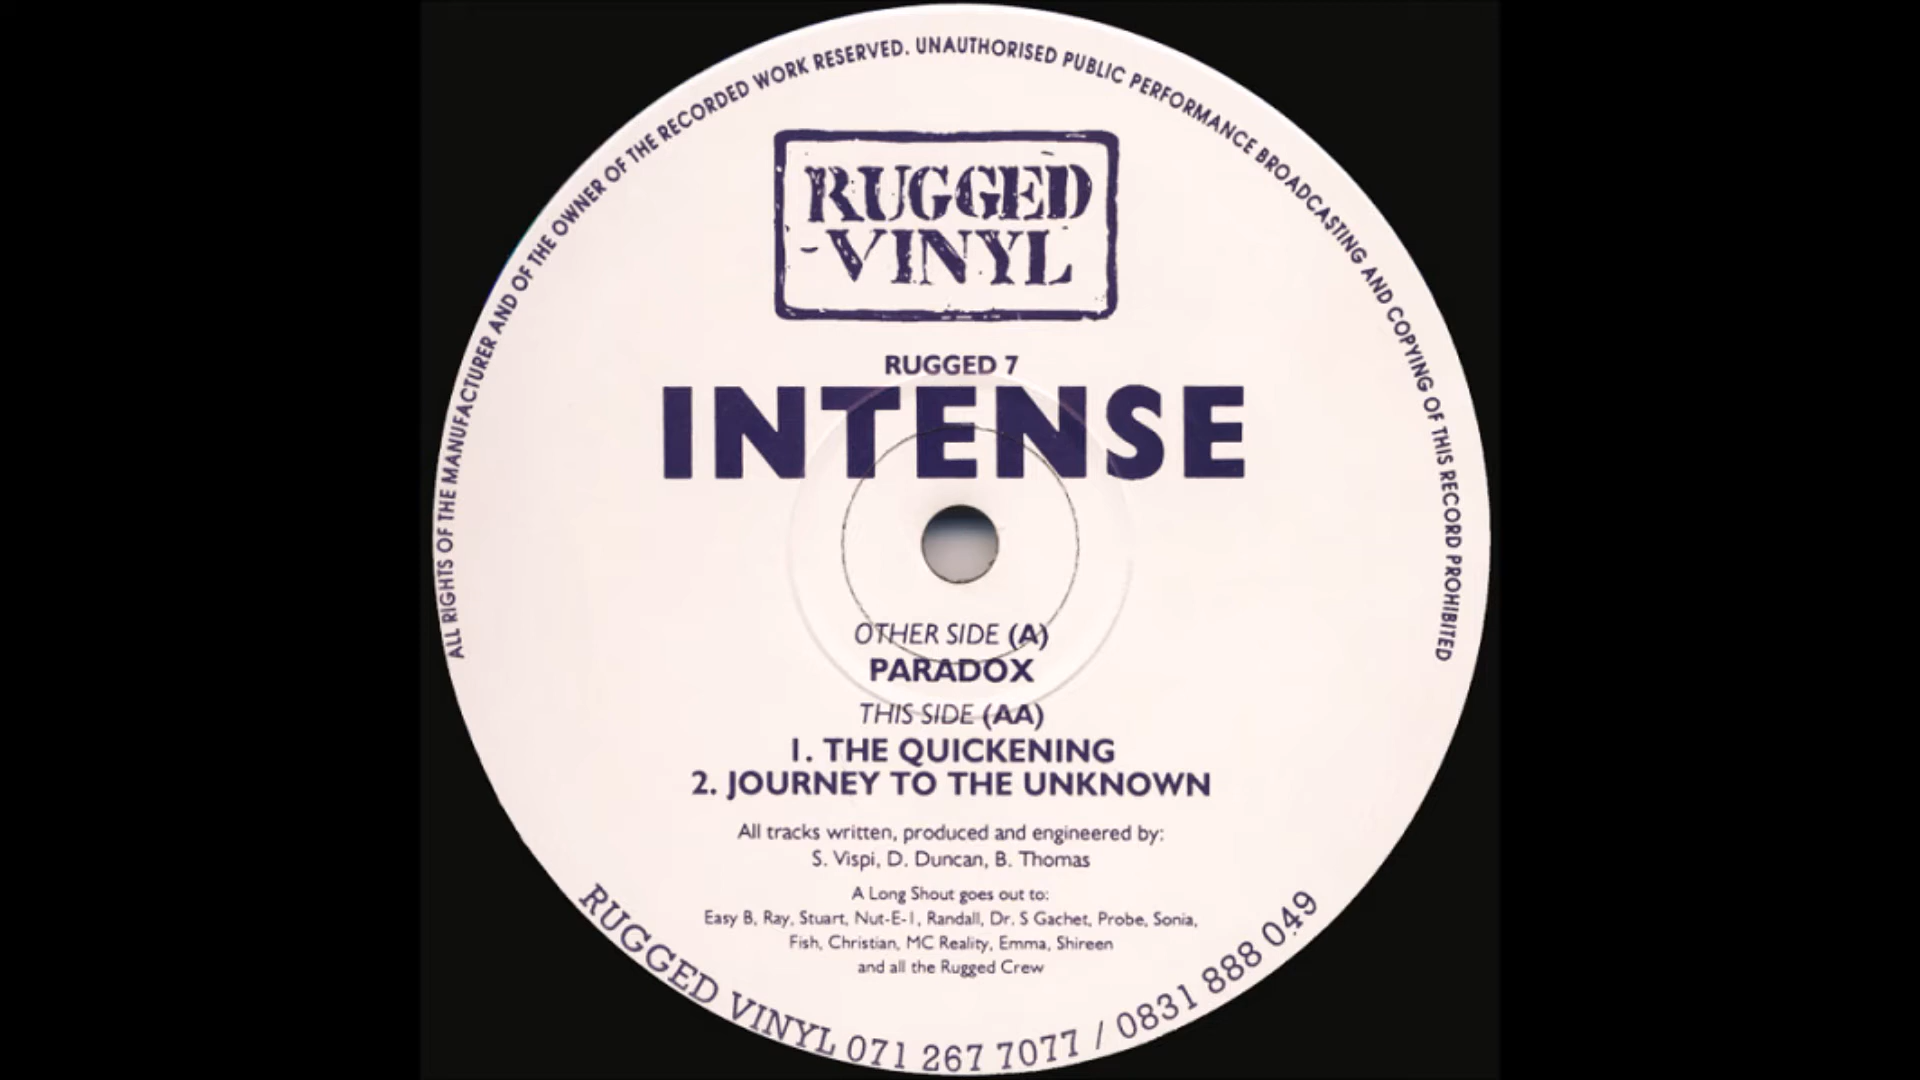 ALL RIGHTS OF THE MANUFACTURER AND OF THE OWNER OF THE RECORDED WORK RESERVED. UNAUTHORISED PUBLIC PERFORMANCE BROADCASTING AND COPYING OF THIS RECORD PROHIBITED
RUGGED
VINYL
RUGGED 7
INTENSE
OTHER SIDE (A)
PARADOX
THIS SIDE (AA)
1. THE QUICKENING
2. JOURNEY TO THE UNKNOWN
All tracks written, produced and engineered by:
S. Vispi, D. Duncan, B. Thomas
A Long Shout goes out to:
Easy B, Ray, Stuart, Nut-E-1, Randall, Dr. S Gachet, Probe, Sonia,
Fish, Christian, MC Reality, Emma, Shireen
and all the Rugged Crew
RUGGED VINYL 071 267 7077 / 0831 888 049